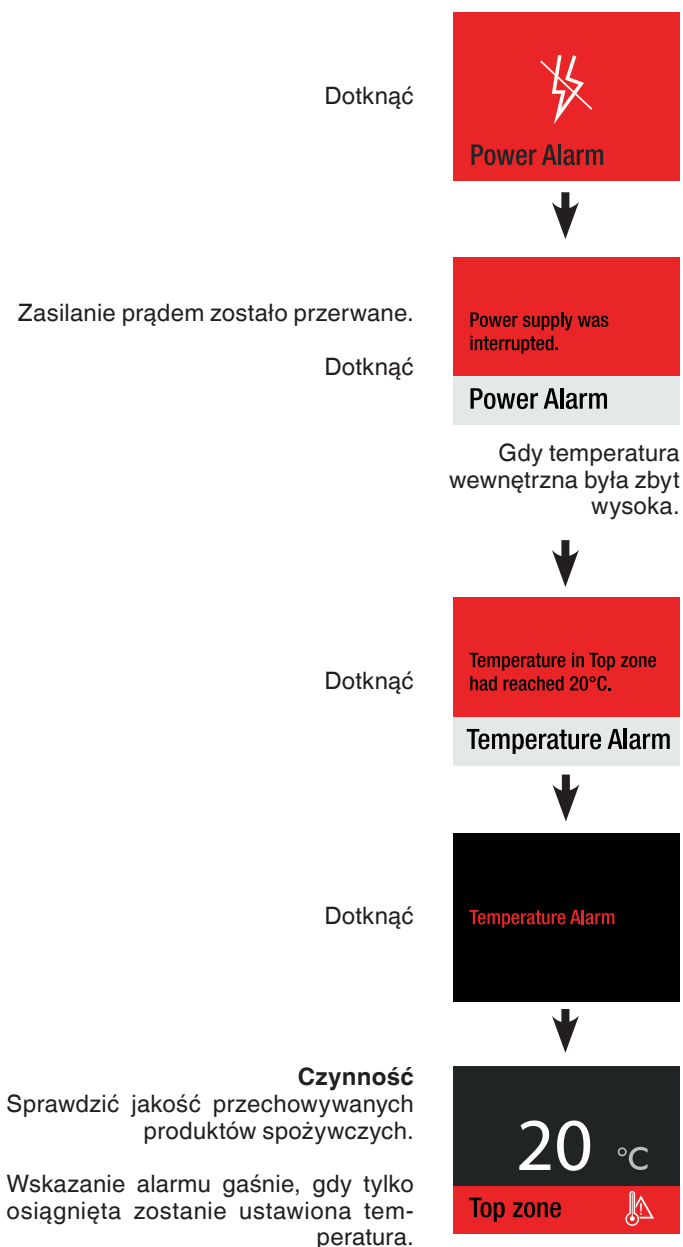 Dotknąć
Power Alarm
Zasilanie prądem zostało przerwane.
Dotknąć
Power supply was
interrupted.
Power Alarm
Gdy temperatura
wewnętrzna była zbyt
wysoka.
Dotknąć
Temperature in Top zone
had reached 20°C.
Temperature Alarm
Dotknąć
Temperature Alarm
Czynność
Sprawdzić jakość przechowywanych
produktów spożywczych.
Wskazanie alarmu gaśnie, gdy tylko
osiągnięta zostanie ustawiona tem-
peratura.
20 °C
Top zone